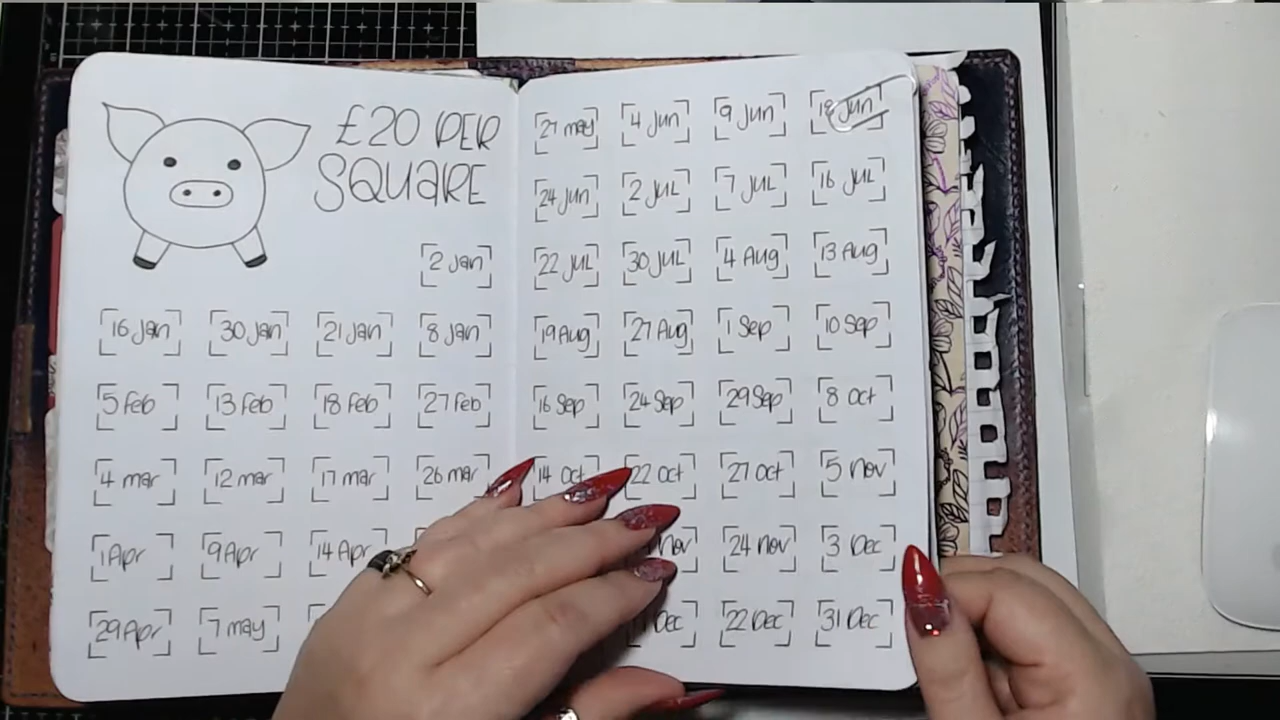 £20 PER
SQUARE
2 Jan
16 Jan 30 Jan 21 Jan 8 Jan
5 Feb 13 Feb 18 Feb 27 Feb
4 mar 12 mar 17 mar 26 mar
1 Apr 9 Apr 14 Apr
29 Apr 7 may
27 may 4 Jun 9 Jun 18 Jun
24 Jun 2 JUL 7 JUL 16 JUL
22 JUL 30 JUL 4 Aug 13 Aug
19 Aug 27 Aug 1 Sep 10 Sep
16 Sep 24 Sep 29 Sep 8 Oct
14 Oct 22 Oct 27 Oct 5 Nov
Nov 24 Nov 3 Dec
Dec 22 Dec 31 Dec